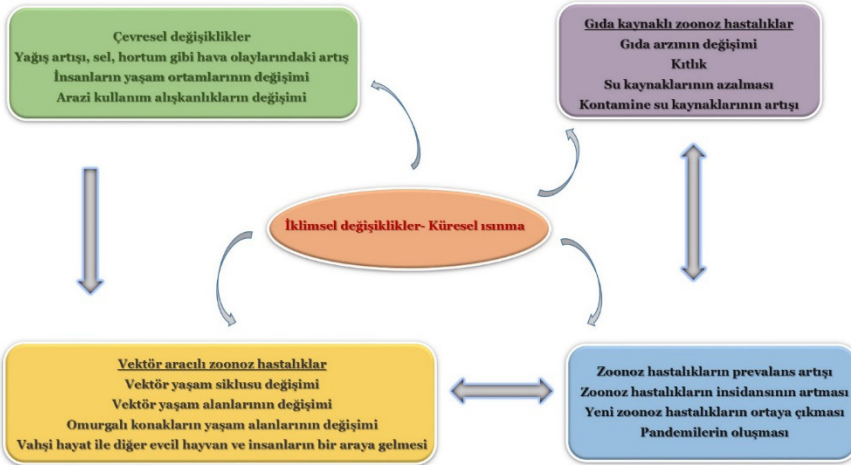 Çevresel değişiklikler
Yağış artışı, sel, hortum gibi hava olaylarındaki artış
İnsanların yaşam ortamlarının değişimi
Arazi kullanım alışkanlıkların değişimi
Gıda kaynaklı zoonoz hastalıklar
Gıda arzının değişimi
Kıtlık
Su kaynaklarının azalması
Kontamine su kaynaklarının artışı
İklimsel değişiklikler- Küresel ısınma
Vektör aracılı zoonoz hastalıklar
Vektör yaşam siklusu değişimi
Vektör yaşam alanlarının değişimi
Omurgalı konakların yaşam alanlarının değişimi
Vahşi hayat ile diğer evcil hayvan ve insanların bir araya gelmesi
Zoonoz hastalıkların prevalans artışı
Zoonoz hastalıkların insidansının artması
Yeni zoonoz hastalıkların ortaya çıkması
Pandemilerin oluşması